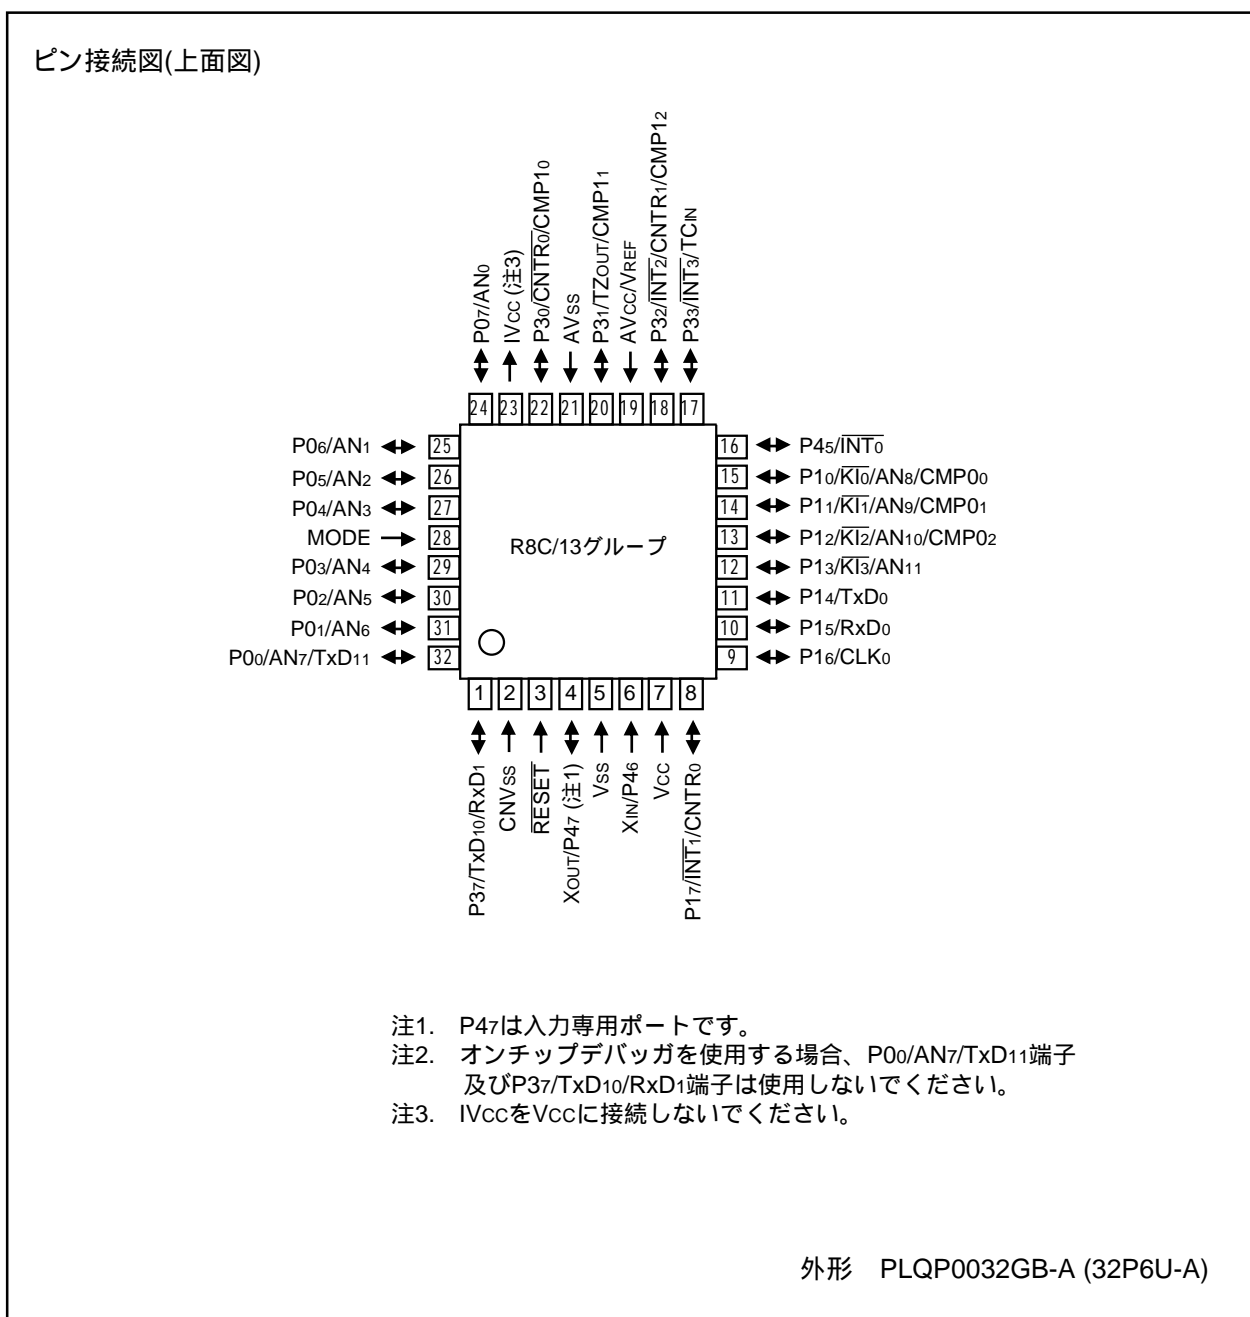 ピン接続図(上面図)
P07/AN0
IVCC (注3)
P30/CNTR0/CMP10
AVSS
P31/TZOUT/CMP11
AVCC/VREF
P32/INT2/CNTR1/CMP12
P33/INT3/TCIN
24 23 22 21 20 19 18 17
P06/AN1 25
P05/AN2 26
P04/AN3 27
MODE 28
P03/AN4 29
P02/AN5 30
P01/AN6 31
P00/AN7/TxD11 32
R8C/13グループ
16 P45/INT0
15 P10/KI0/AN8/CMP00
14 P11/KI1/AN9/CMP01
13 P12/KI2/AN10/CMP02
12 P13/KI3/AN11
11 P14/TxD0
10 P15/RxD0
9 P16/CLK0
1 2 3 4 5 6 7 8
P37/TxD10/RxD1
CNVSS
RESET
XOUT/P47 (注1)
VSS
XIN/P46
VCC
P17/INT1/CNTR0
注1. P47は入力専用ポートです。
注2. オンチップデバッガを使用する場合、P00/AN7/TxD11端子
及びP37/TxD10/RxD1端子は使用しないでください。
注3. IVCCをVCCに接続しないでください。
外形 PLQP0032GB-A (32P6U-A)